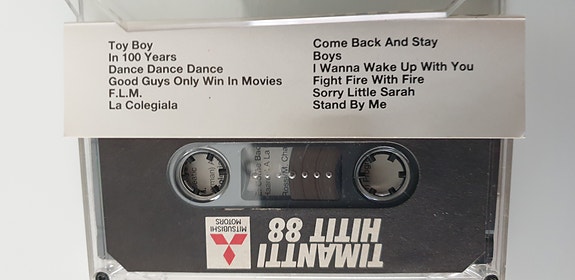 Toy Boy
In 100 Years
Dance Dance Dance
Good Guys Only Win In Movies
F.L.M.
La Colegiala
Come Back And Stay
Boys
I Wanna Wake Up With You
Fight Fire With Fire
Sorry Little Sarah
Stand By Me
TIMANTTI
HITIT 88
MITSUBISHI
MOTORS